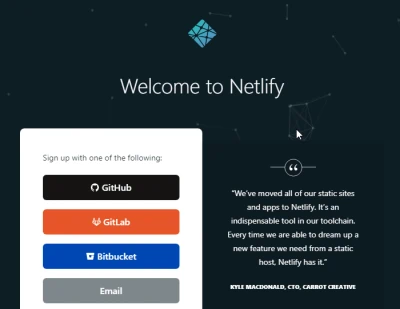 Welcome to Netlify
Sign up with one of the following:
GitHub
GitLab
Bitbucket
Email
“We’ve moved all of our static sites
and apps to Netlify. It’s an
indispensable tool in our toolchain.
Every time we are able to dream up a
new feature we need from a static
host, Netlify has it.”
KYLE MACDONALD, CTO, CARROT CREATIVE